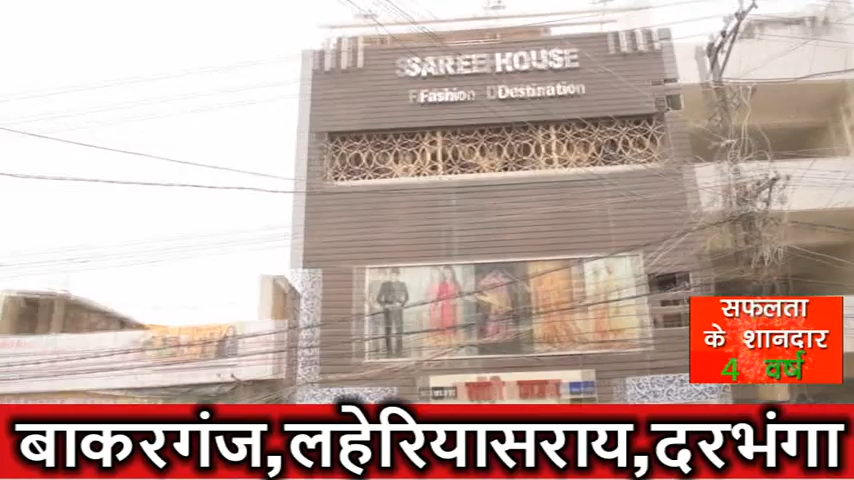 SAREE HOUSE
Fashion Destination
सफलता
के शानदार
4 वर्ष
बाकरगंज,लहेरियासराय,दरभंगा